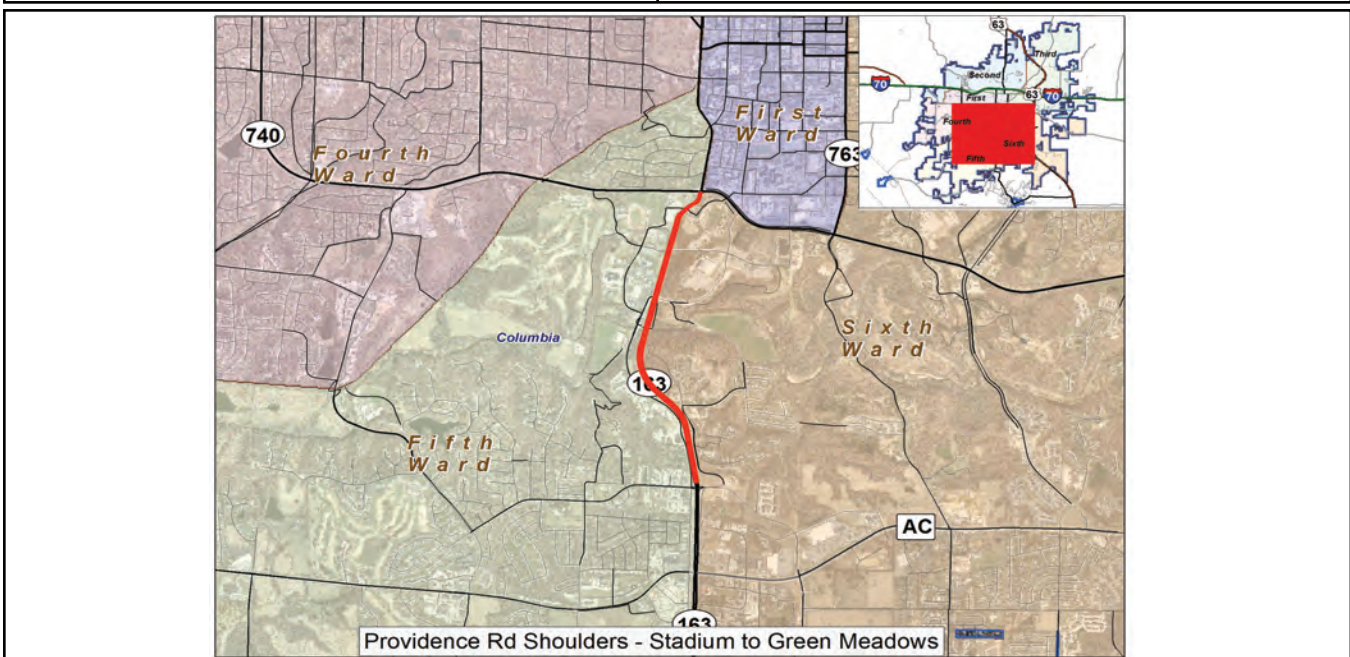 63
Third
Second
70
63
70
First
Fourth
Sixth
Fifth
First
Ward
740
Fourth
Ward
763
Columbia
Sixth
Ward
163
Fifth
Ward
AC
163
Providence Rd Shoulders - Stadium to Green Meadows